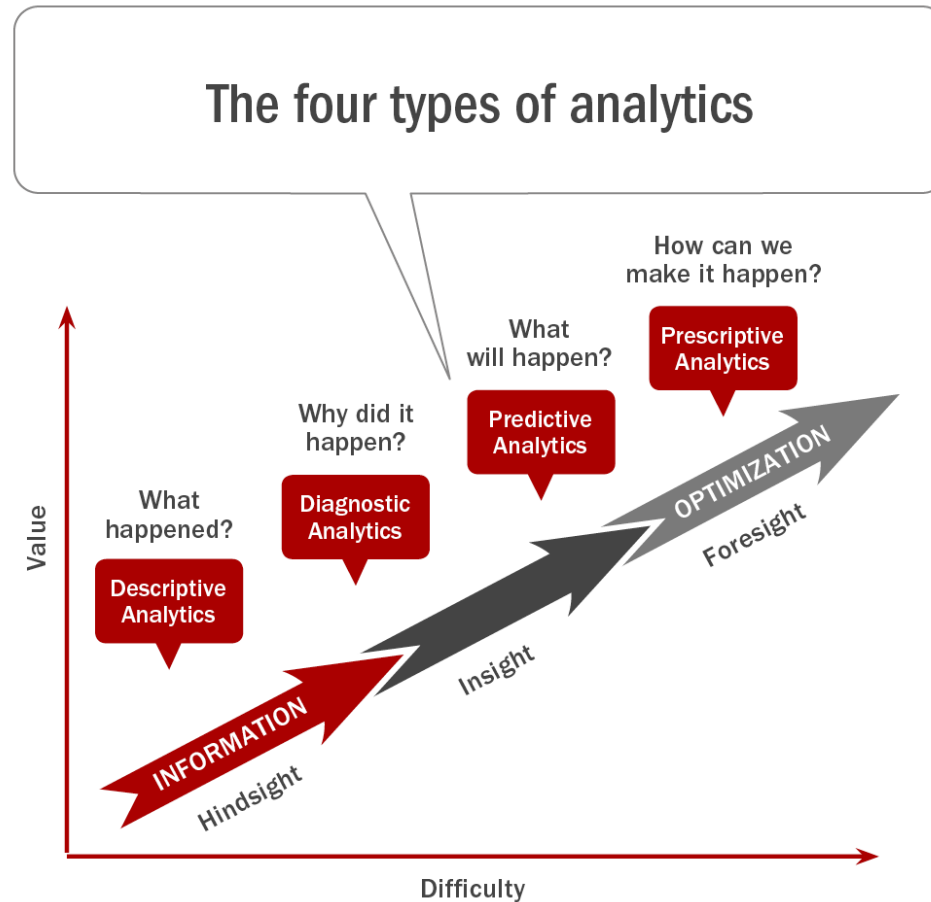 The four types of analytics
How can we
make it happen?
Prescriptive
Analytics
What
will happen?
Predictive
Analytics
Why did it
happen?
Diagnostic
Analytics
What
happened?
Descriptive
Analytics
Value
INFORMATION
Hindsight
Insight
OPTIMIZATION
Foresight
Difficulty